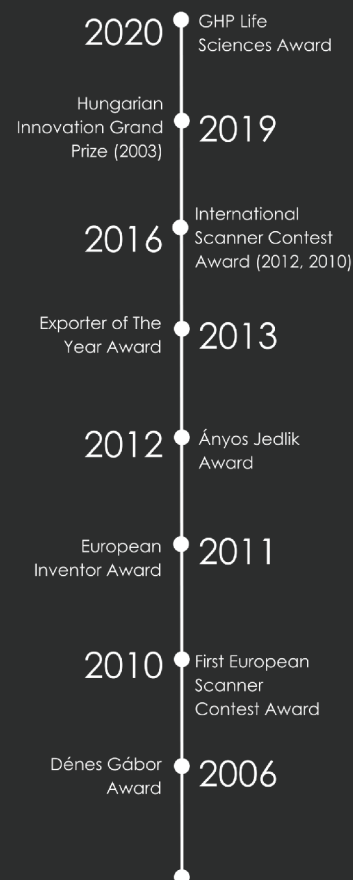 2020
GHP Life
Sciences Award
Hungarian
Innovation Grand
Prize (2003)
2019
2016
International
Scanner Contest
Award (2012, 2010)
Exporter of The
Year Award
2013
2012
Ányos Jedlik
Award
European
Inventor Award
2011
2010
First European
Scanner
Contest Award
Dénes Gábor
Award
2006